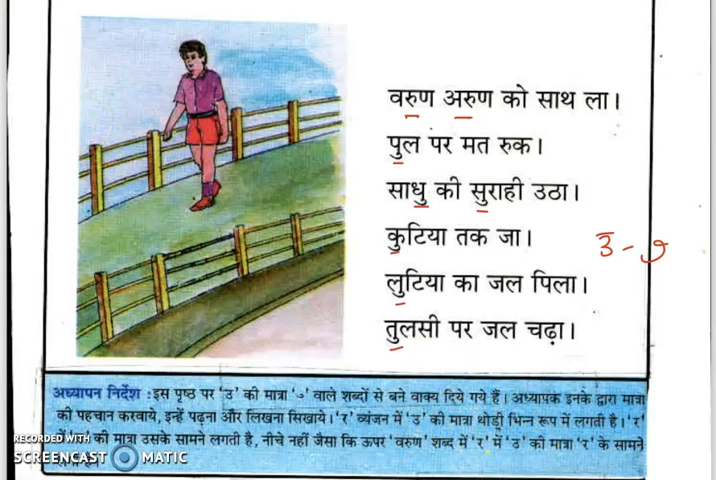 वरुण अरुण को साथ ला।
पुल पर मत रुक।
साधु की सुराही उठा।
कुटिया तक जा।
उ - ु
लुटिया का जल पिला।
तुलसी पर जल चढ़ा।
अध्यापन निर्देश : इस पृष्ठ पर 'उ' की मात्रा 'ु' वाले शब्दों से बने वाक्य दिये गये हैं। अध्यापक इनके द्वारा मात्रा
की पहचान करवाये, इन्हें पढ़ना और लिखना सिखाये। 'र' व्यंजन में 'उ' की मात्रा थोड़ी भिन्न रूप में लगती है। 'र'
में 'उ' की मात्रा उसके सामने लगती है, नीचे नहीं जैसा कि ऊपर 'वरुण' शब्द में 'र' में 'उ' की मात्रा 'र' के सामने
RECORDED WITH
SCREENCAST MATIC